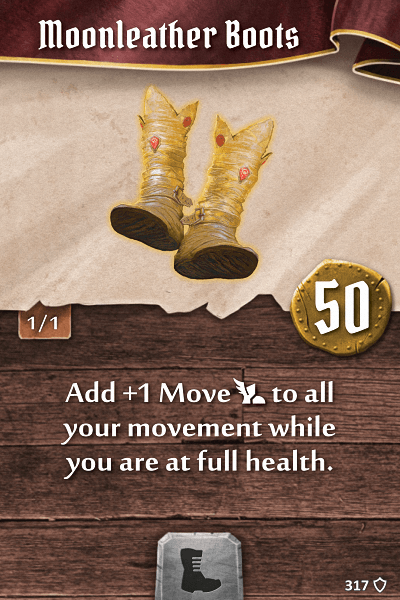 Moonleather Boots
50
1/1
Add +1 Move to all
your movement while
you are at full health.
317